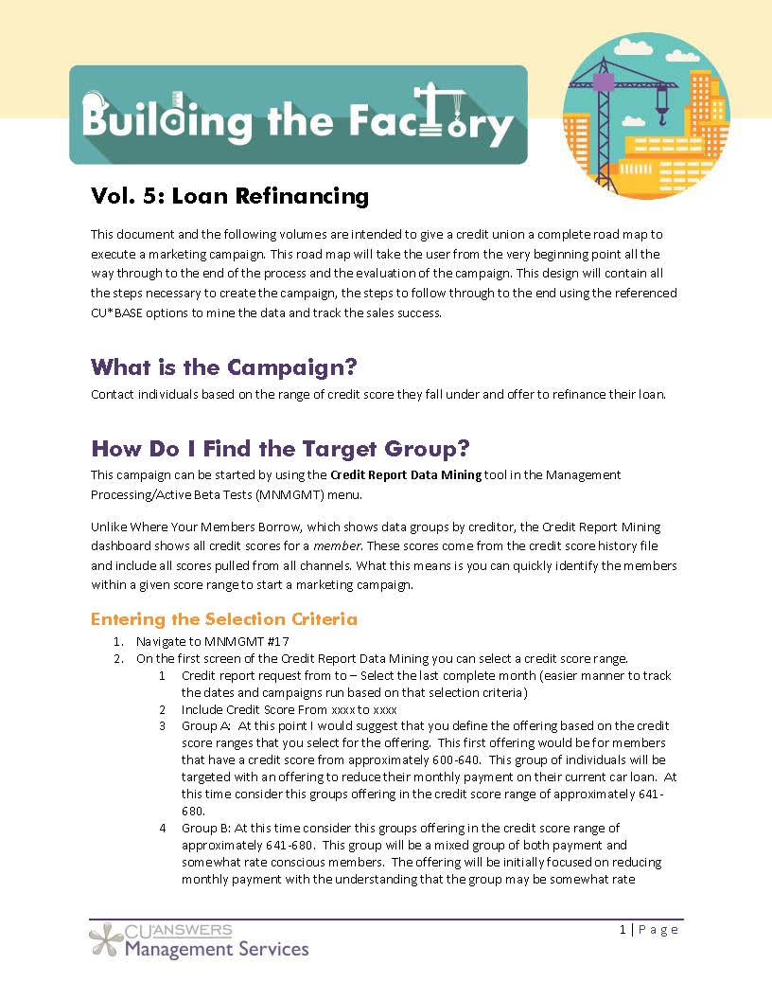 Building the Factory
Vol. 5: Loan Refinancing
This document and the following volumes are intended to give a credit union a complete road map to
execute a marketing campaign. This road map will take the user from the very beginning point all the
way through to the end of the process and the evaluation of the campaign. This design will contain all
the steps necessary to create the campaign, the steps to follow through to the end using the referenced
CU*BASE options to mine the data and track the sales success.
What is the Campaign?
Contact individuals based on the range of credit score they fall under and offer to refinance their loan.
How Do I Find the Target Group?
This campaign can be started by using the Credit Report Data Mining tool in the Management
Processing/Active Beta Tests (MNMGMT) menu.
Unlike Where Your Members Borrow, which shows data groups by creditor, the Credit Report Mining
dashboard shows all credit scores for a member. These scores come from the credit score history file
and include all scores pulled from all channels. What this means is you can quickly identify the members
within a given score range to start a marketing campaign.
Entering the Selection Criteria
1. Navigate to MNMGMT #17
2. On the first screen of the Credit Report Data Mining you can select a credit score range.
1 Credit report request from to – Select the last complete month (easier manner to track
the dates and campaigns run based on that selection criteria)
2 Include Credit Score From xxxx to xxxx
3 Group A: At this point I would suggest that you define the offering based on the credit
score ranges that you select for the offering. This first offering would be for members
that have a credit score from approximately 600-640. This group of individuals will be
targeted with an offering to reduce their monthly payment on their current car loan. At
this time consider this groups offering in the credit score range of approximately 641-
680.
4 Group B: At this time consider this groups offering in the credit score range of
approximately 641-680. This group will be a mixed group of both payment and
somewhat rate conscious members. The offering will be initially focused on reducing
monthly payment with the understanding that the group may be somewhat rate
CU*ANSWERS
Management Services
1 | Page